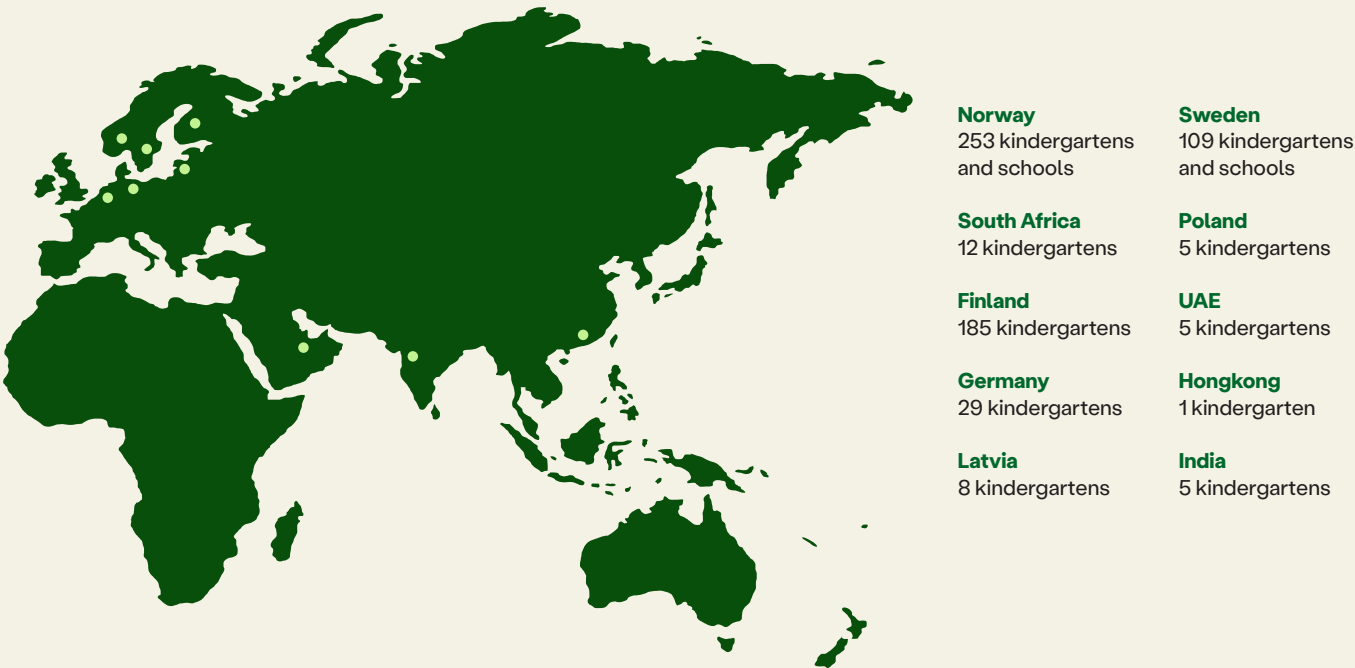 Norway
253 kindergartens
and schools
Sweden
109 kindergartens
and schools
South Africa
12 kindergartens
Poland
5 kindergartens
Finland
185 kindergartens
UAE
5 kindergartens
Germany
29 kindergartens
Hongkong
1 kindergarten
Latvia
8 kindergartens
India
5 kindergartens